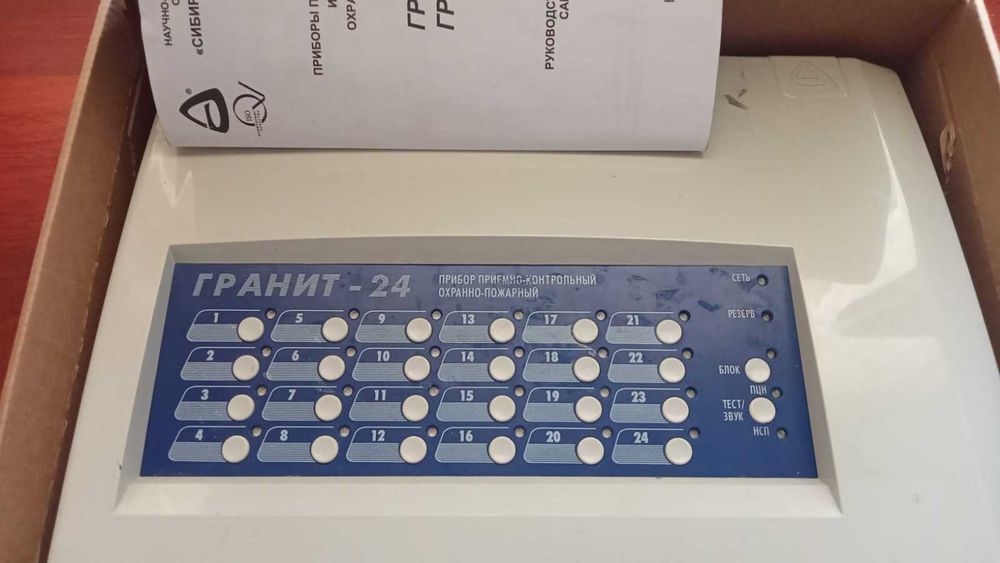 НАУЧНО-
«СИБИР
ПРИБОРЫ П
И
ОХРА
ГР
ГР
РУКОВОДС
СА
ISO
®
ГРАНИТ - 24
ПРИБОР ПРИЕМНО-КОНТРОЛЬНЫЙ
ОХРАННО-ПОЖАРНЫЙ
СЕТЬ
РЕЗЕРВ
1 5 9 13 17 21
2 6 10 14 18 22
БЛОК
ПЦН
3 7 11 15 19 23
ТЕСТ/
ЗВУК
4 8 12 16 20 24
НСП